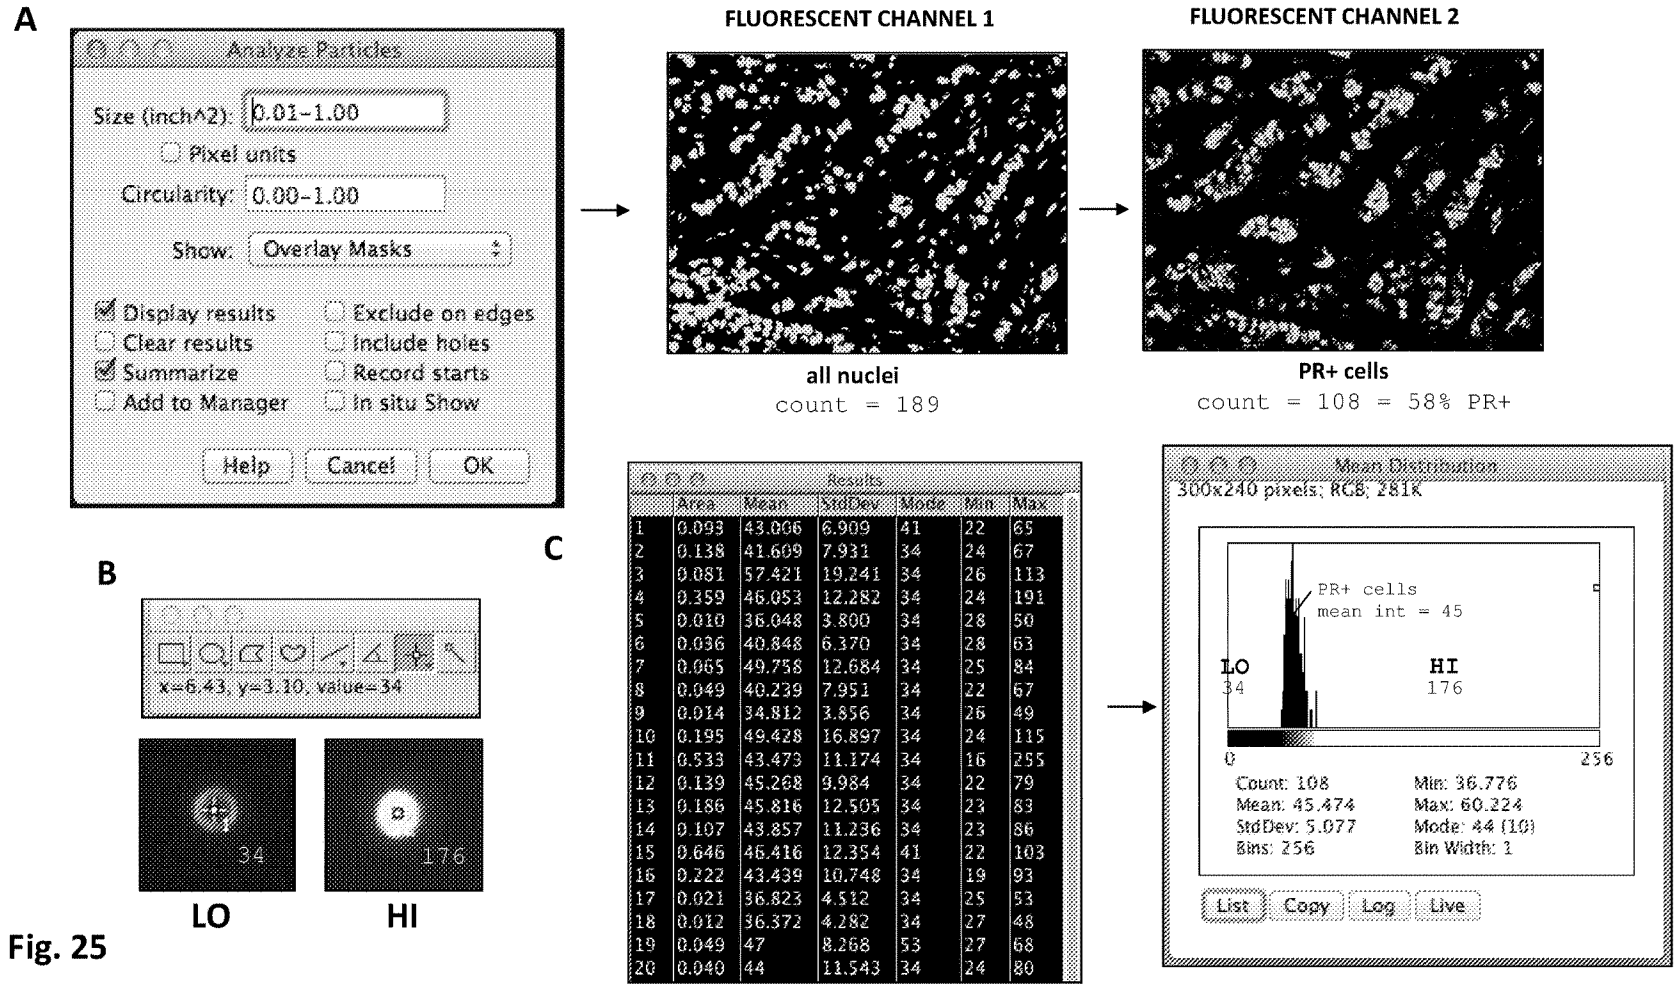 A
Analyze Particles
Size (inch^2): 0.01-1.00
Pixel units
Circularity: 0.00-1.00
Show: Overlay Masks
Display results Exclude on edges
Clear results Include holes
Summarize Record starts
Add to Manager In situ Show
Help Cancel OK
FLUORESCENT CHANNEL 1
all nuclei
count = 189
FLUORESCENT CHANNEL 2
PR+ cells
count = 108 = 58% PR+
B
x=6.43, y=3.10, value=34
34
176
LO
HI
C
Results
Area Mean StdDev Mode Min Max
1 0.093 43.006 6.909 41 22 65
2 0.138 41.609 7.931 34 24 67
3 0.081 57.421 19.241 34 26 113
4 0.359 46.053 12.282 34 24 191
5 0.010 36.048 3.800 34 28 50
6 0.036 40.848 6.370 34 28 63
7 0.065 49.758 12.684 34 25 84
8 0.049 40.239 7.951 34 22 67
9 0.014 34.812 3.856 34 26 49
10 0.195 49.428 16.897 34 24 115
11 0.533 43.473 11.174 34 16 255
12 0.139 45.268 9.984 34 22 79
13 0.186 45.816 12.505 34 23 83
14 0.107 43.857 11.236 34 23 86
15 0.646 46.416 12.354 41 22 103
16 0.222 43.439 10.748 34 19 93
17 0.021 36.823 4.512 34 25 53
18 0.012 36.372 4.282 34 27 48
19 0.049 47 8.268 53 27 68
20 0.040 44 11.543 34 24 80
Mean Distribution
300x240 pixels; RGB; 281K
PR+ cells
mean int = 45
LO
34
HI
176
0 256
Count: 108 Min: 36.776
Mean: 45.474 Max: 60.224
StdDev: 5.077 Mode: 44 (10)
Bins: 256 Bin Width: 1
List Copy Log Live
Fig. 25